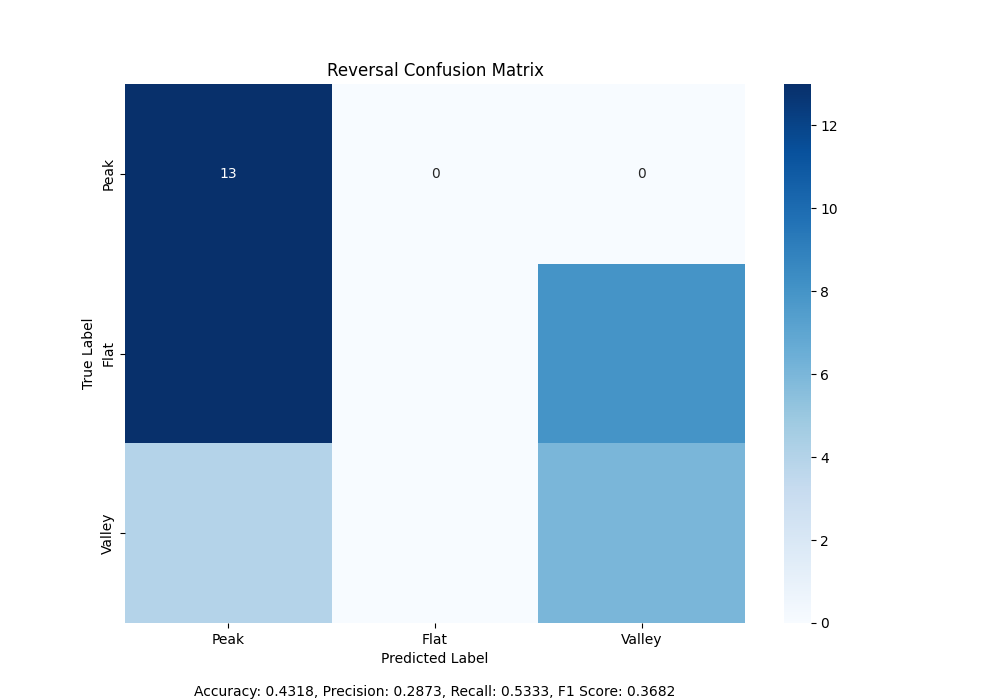 Reversal Confusion Matrix
True Label
Peak
Flat
Valley
13 0 0
Peak Flat Valley
Predicted Label
12
10
8
6
4
2
0
Accuracy: 0.4318, Precision: 0.2873, Recall: 0.5333, F1 Score: 0.3682